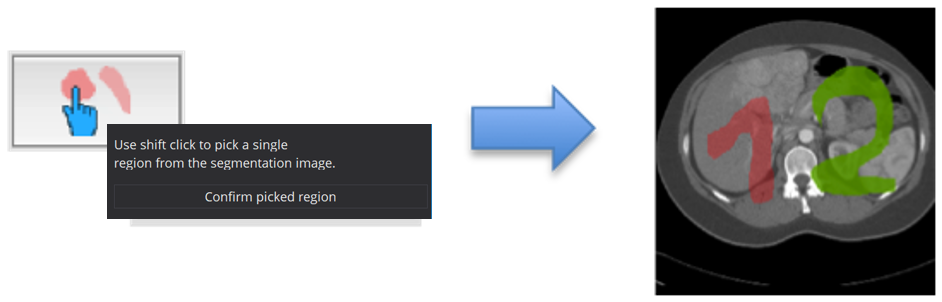 Use shift click to pick a single
region from the segmentation image.
Confirm picked region
1 2